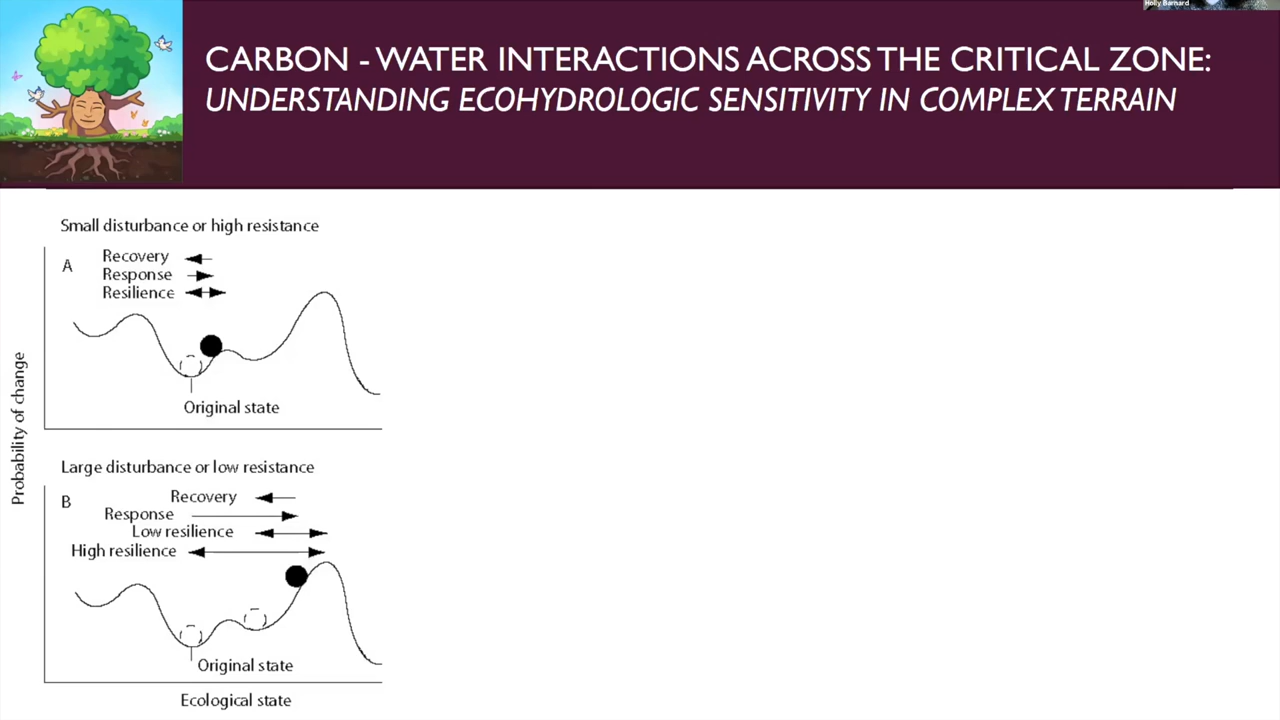 Holly Barnard
CARBON - WATER INTERACTIONS ACROSS THE CRITICAL ZONE:
UNDERSTANDING ECOHYDROLOGIC SENSITIVITY IN COMPLEX TERRAIN
Small disturbance or high resistance
A
Recovery
Response
Resilience
Original state
Probability of change
Large disturbance or low resistance
B
Recovery
Response
Low resilience
High resilience
Original state
Ecological state